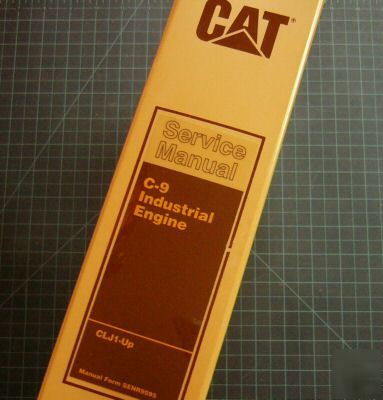 CAT®
Service
Manual
C-9
Industrial
Engine
CLJ1-Up
Manual Form SENR9595